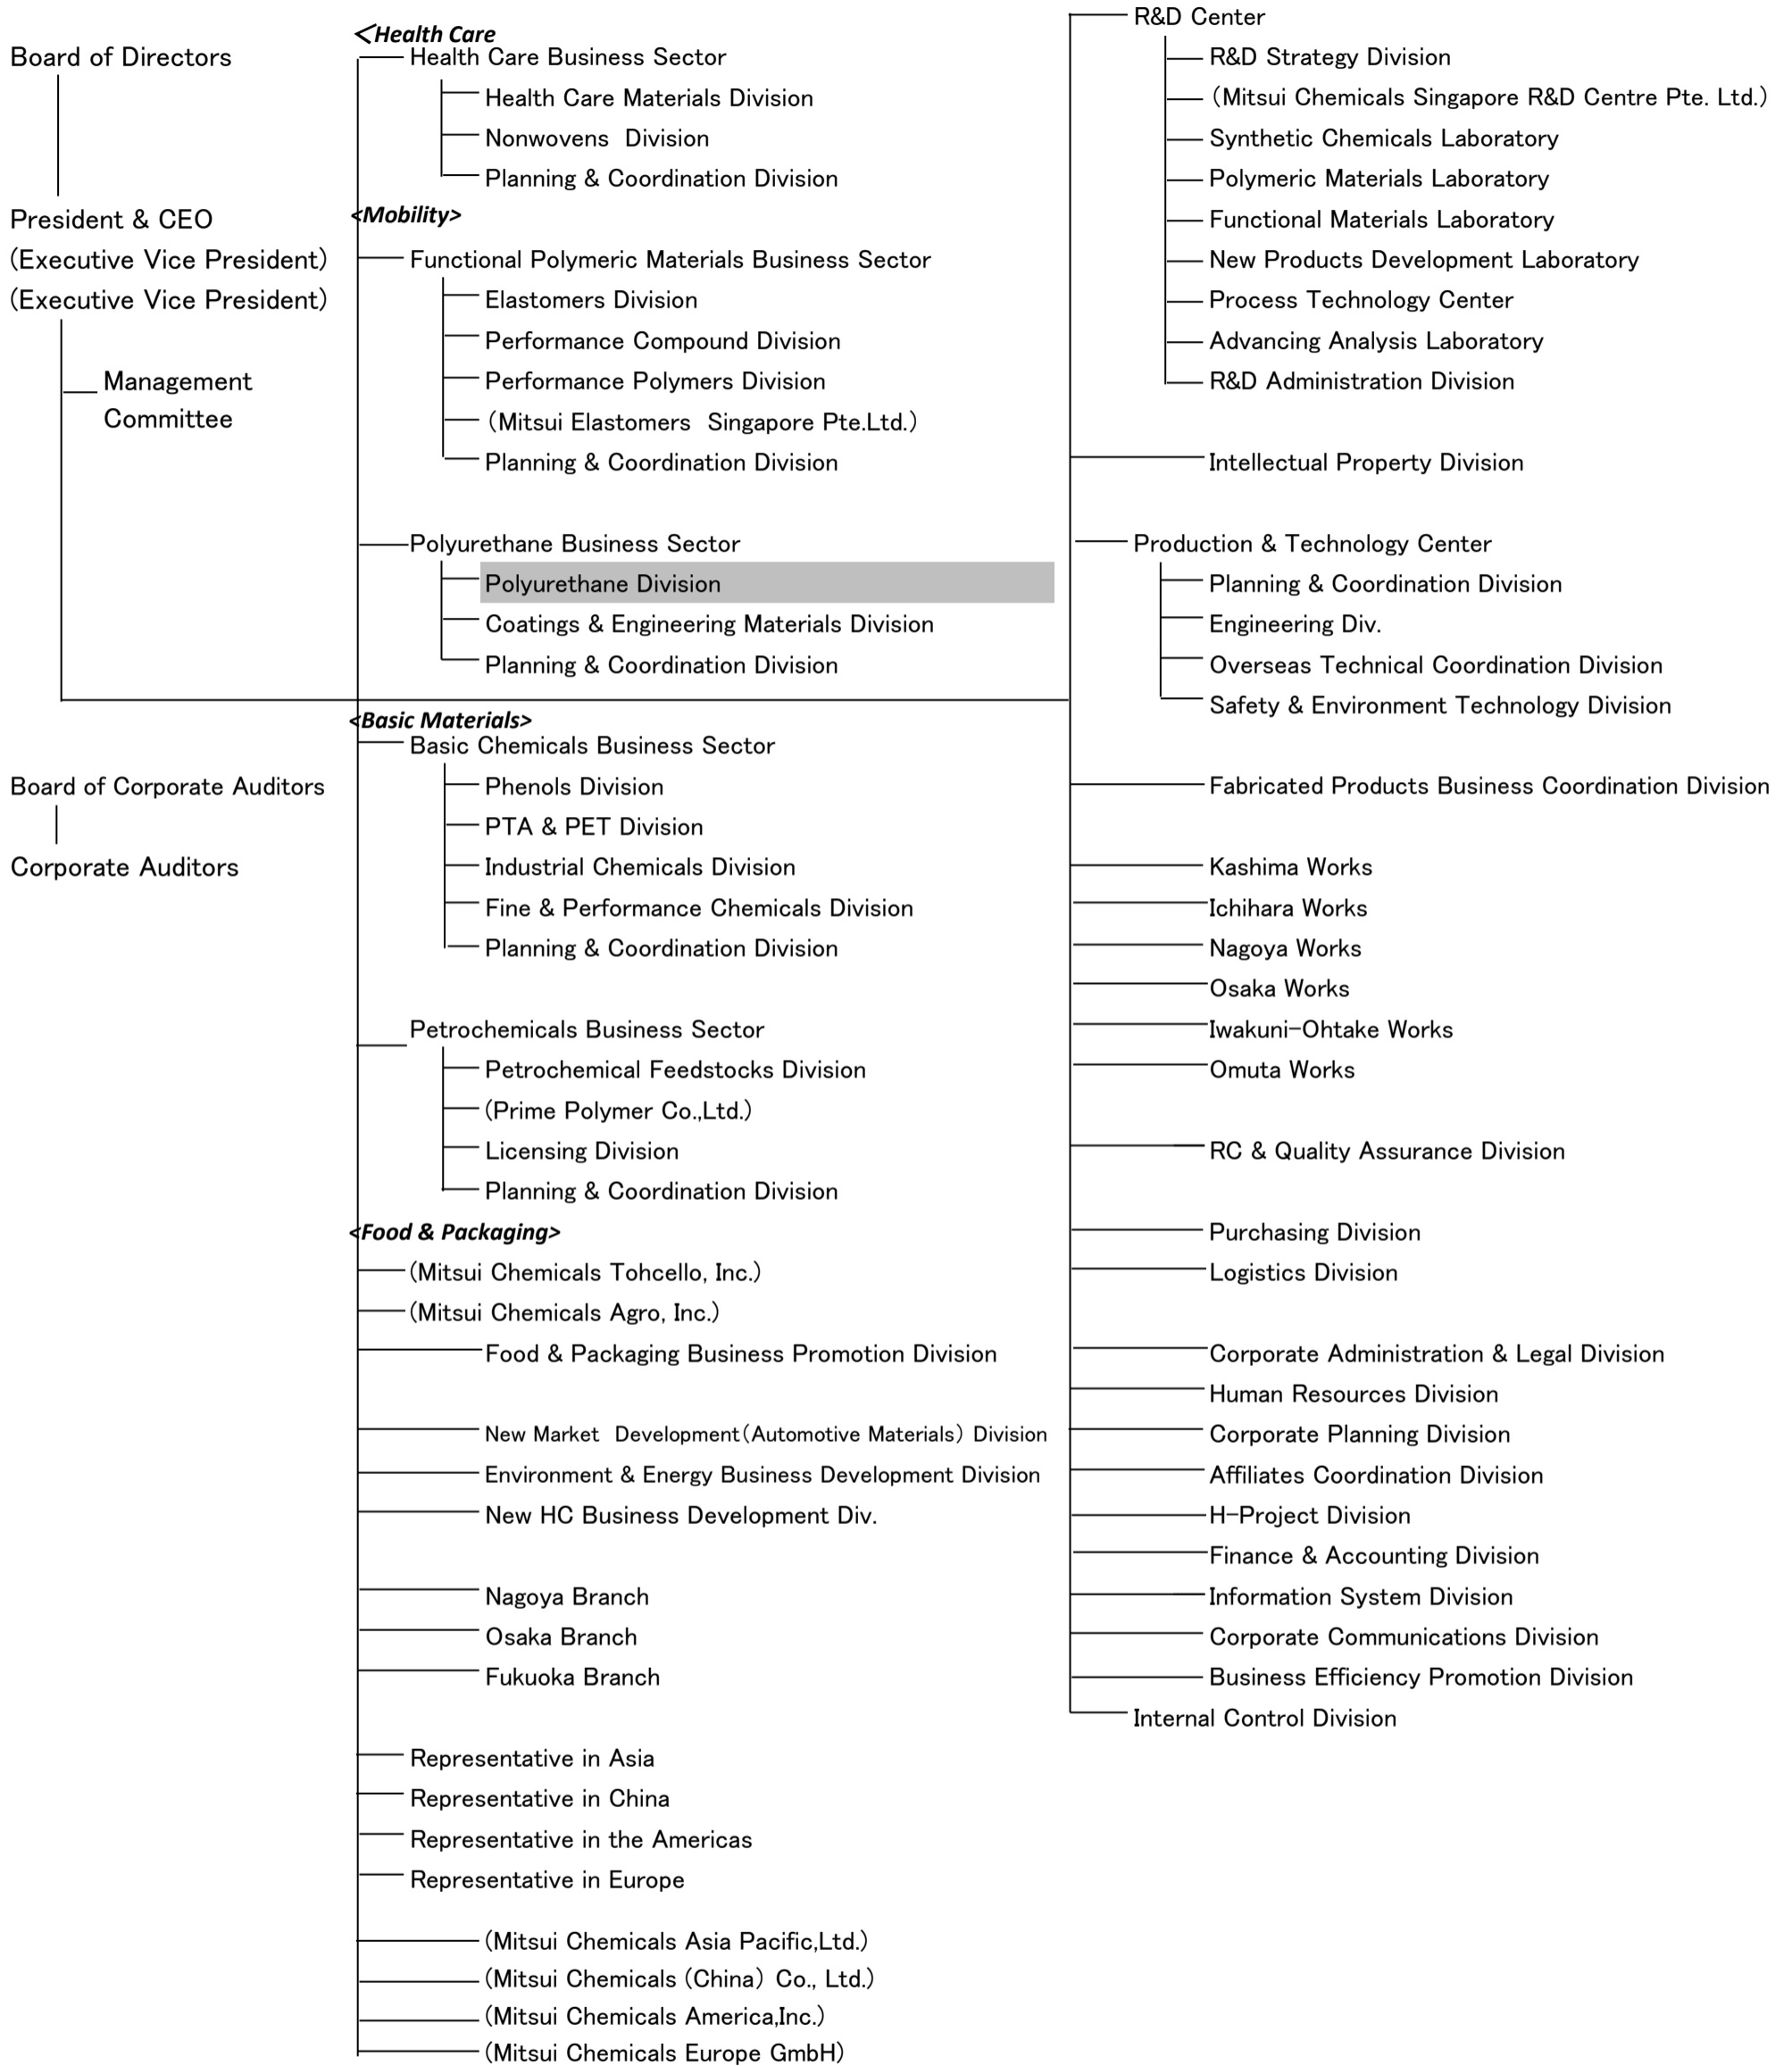 Board of Directors
President & CEO
(Executive Vice President)
(Executive Vice President)
Management
Committee
Board of Corporate Auditors
Corporate Auditors
<Health Care
Health Care Business Sector
Health Care Materials Division
Nonwovens Division
Planning & Coordination Division
<Mobility>
Functional Polymeric Materials Business Sector
Elastomers Division
Performance Compound Division
Performance Polymers Division
(Mitsui Elastomers Singapore Pte.Ltd.)
Planning & Coordination Division
Polyurethane Business Sector
Polyurethane Division
Coatings & Engineering Materials Division
Planning & Coordination Division
<Basic Materials>
Basic Chemicals Business Sector
Phenols Division
PTA & PET Division
Industrial Chemicals Division
Fine & Performance Chemicals Division
Planning & Coordination Division
Petrochemicals Business Sector
Petrochemical Feedstocks Division
(Prime Polymer Co.,Ltd.)
Licensing Division
Planning & Coordination Division
<Food & Packaging>
(Mitsui Chemicals Tohcello, Inc.)
(Mitsui Chemicals Agro, Inc.)
Food & Packaging Business Promotion Division
New Market Development(Automotive Materials) Division
Environment & Energy Business Development Division
New HC Business Development Div.
Nagoya Branch
Osaka Branch
Fukuoka Branch
Representative in Asia
Representative in China
Representative in the Americas
Representative in Europe
(Mitsui Chemicals Asia Pacific,Ltd.)
(Mitsui Chemicals (China) Co., Ltd.)
(Mitsui Chemicals America,Inc.)
(Mitsui Chemicals Europe GmbH)
R&D Center
R&D Strategy Division
(Mitsui Chemicals Singapore R&D Centre Pte. Ltd.)
Synthetic Chemicals Laboratory
Polymeric Materials Laboratory
Functional Materials Laboratory
New Products Development Laboratory
Process Technology Center
Advancing Analysis Laboratory
R&D Administration Division
Intellectual Property Division
Production & Technology Center
Planning & Coordination Division
Engineering Div.
Overseas Technical Coordination Division
Safety & Environment Technology Division
Fabricated Products Business Coordination Division
Kashima Works
Ichihara Works
Nagoya Works
Osaka Works
Iwakuni-Ohtake Works
Omuta Works
RC & Quality Assurance Division
Purchasing Division
Logistics Division
Corporate Administration & Legal Division
Human Resources Division
Corporate Planning Division
Affiliates Coordination Division
H-Project Division
Finance & Accounting Division
Information System Division
Corporate Communications Division
Business Efficiency Promotion Division
Internal Control Division